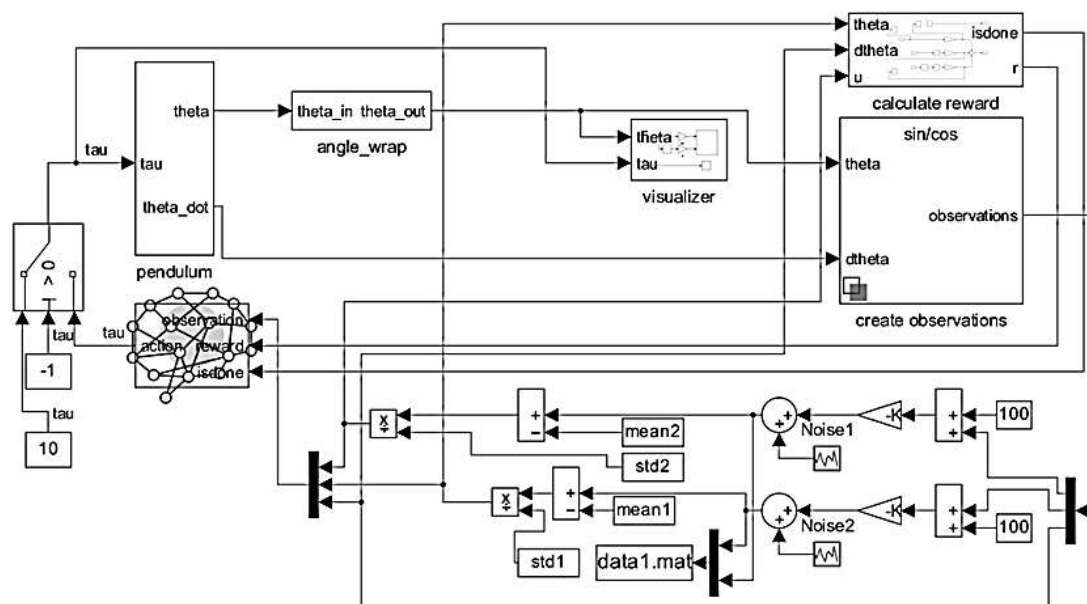 theta
dtheta
u
isdone
r
calculate reward
theta
tau
theta_dot
pendulum
tau
theta_in theta_out
angle_wrap
theta
tau
visualizer
sin/cos
theta
dtheta
observations
create observations
> 0
tau
-1
tau
10
tau
observation
action reward
isdone
×
÷
+
−
mean2
std2
×
÷
+
−
mean1
std1
data1.mat
+
+
Noise1
-K
+
+
100
+
+
Noise2
-K
+
+
100